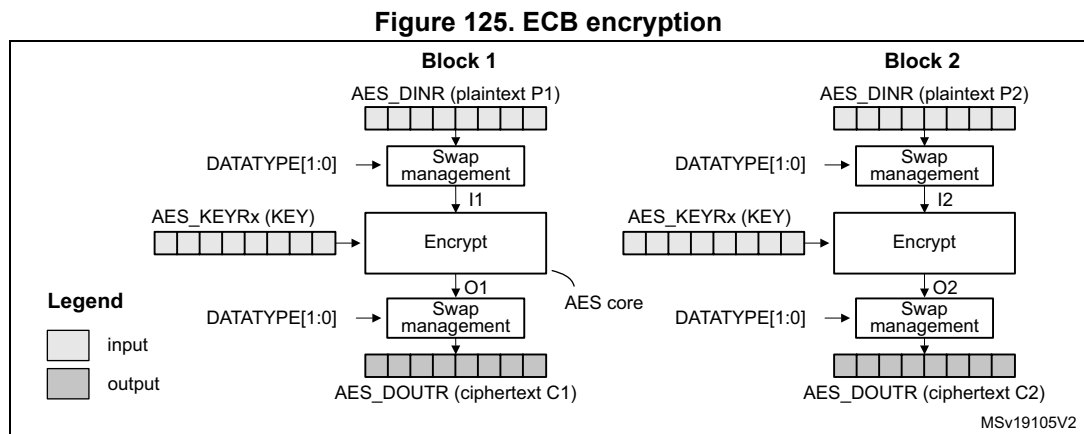 Figure 125. ECB encryption
Block 1
AES_DINR (plaintext P1)
DATATYPE[1:0]
Swap
management
I1
AES_KEYRx (KEY)
Encrypt
O1
AES core
DATATYPE[1:0]
Swap
management
AES_DOUTR (ciphertext C1)
Block 2
AES_DINR (plaintext P2)
DATATYPE[1:0]
Swap
management
I2
AES_KEYRx (KEY)
Encrypt
O2
DATATYPE[1:0]
Swap
management
AES_DOUTR (ciphertext C2)
Legend
input
output
MSv19105V2